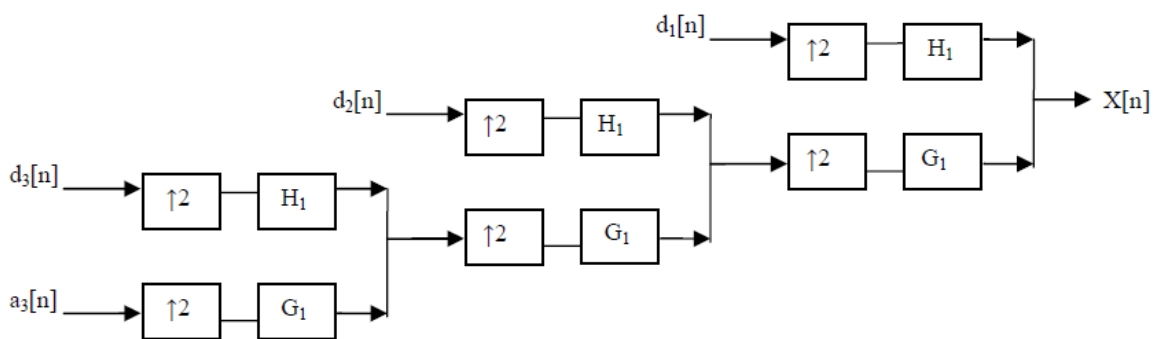 d₁[n] ↑2 H₁
X[n]
d₂[n] ↑2 H₁ ↑2 G₁
d₃[n] ↑2 H₁ ↑2 G₁
a₃[n] ↑2 G₁